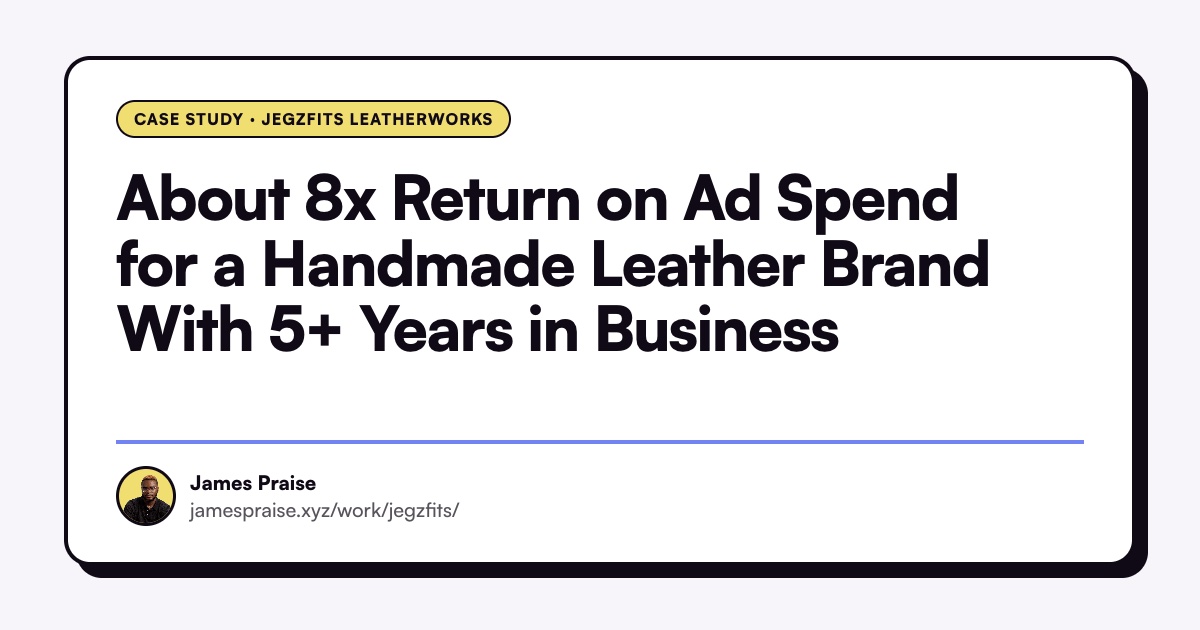 CASE STUDY · JEGZFITS LEATHERWORKS
About 8x Return on Ad Spend
for a Handmade Leather Brand
With 5+ Years in Business
James Praise
jamespraise.xyz/work/jegzfits/